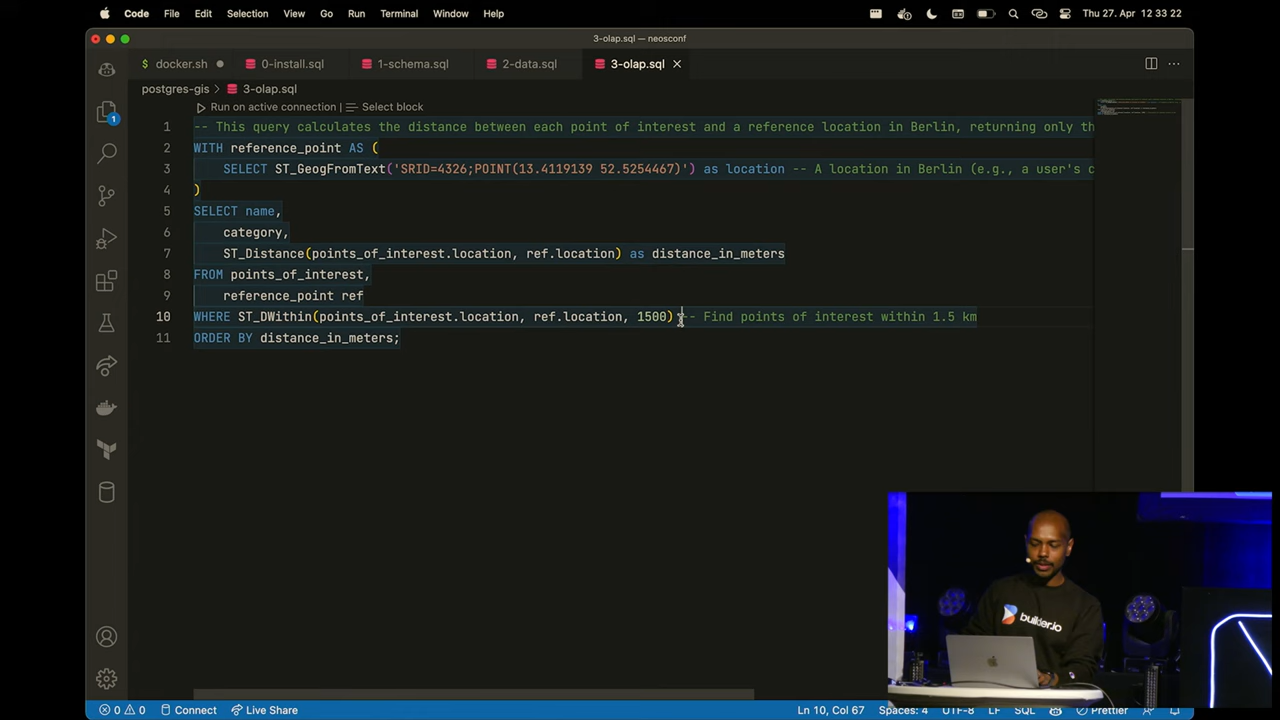 Code File Edit Selection View Go Run Terminal Window Help Thu 27. Apr 12 33 22
3-olap.sql — neosconf
docker.sh 0-install.sql 1-schema.sql 2-data.sql 3-olap.sql
postgres-gis > 3-olap.sql
Run on active connection Select block
1 -- This query calculates the distance between each point of interest and a reference location in Berlin, returning only th
2 WITH reference_point AS (
3 SELECT ST_GeogFromText('SRID=4326;POINT(13.4119139 52.5254467)') as location -- A location in Berlin (e.g., a user's c
4 )
5 SELECT name,
6 category,
7 ST_Distance(points_of_interest.location, ref.location) as distance_in_meters
8 FROM points_of_interest,
9 reference_point ref
10 WHERE ST_DWithin(points_of_interest.location, ref.location, 1500) -- Find points of interest within 1.5 km
11 ORDER BY distance_in_meters;
1
builder.io
0 0 Connect Live Share Ln 10, Col 67 Spaces: 4 UTF-8 LF SQL Prettier